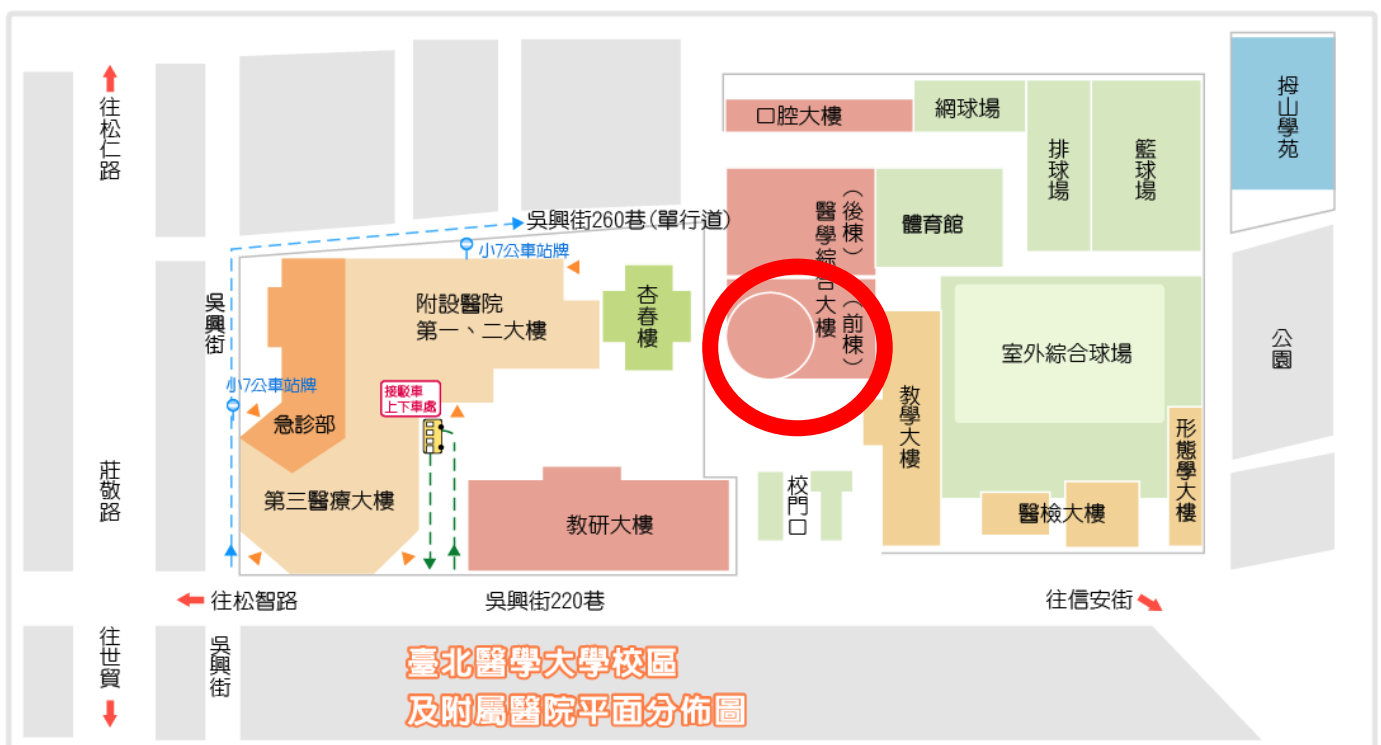 往松仁路
口腔大樓
網球場
排球場
籃球場
拇山學苑
吳興街260巷(單行道)
小7公車站牌
醫學綜合大樓
(後棟)
(前棟)
體育館
吳興街
附設醫院
第一、二大樓
杏春樓
室外綜合球場
公園
小7公車站牌
接駁車
上下車處
急診部
教學大樓
形態學大樓
莊敬路
第三醫療大樓
教研大樓
校門口
醫檢大樓
往松智路
吳興街220巷
往信安街
往世貿
吳興街
臺北醫學大學校區
及附屬醫院平面分佈圖